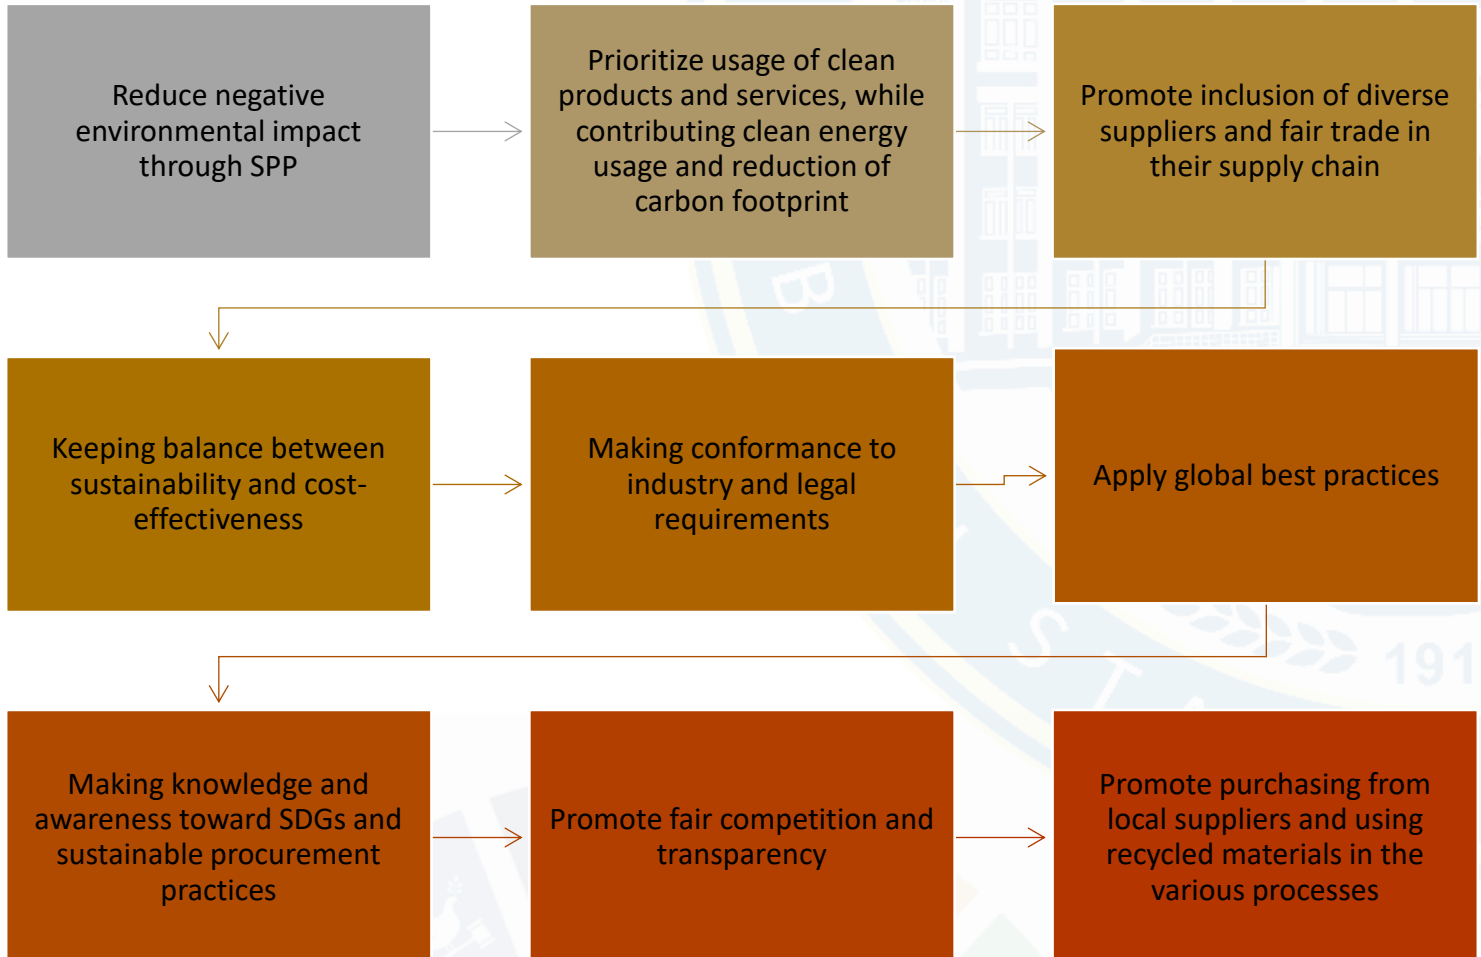 Reduce negative
environmental impact
through SPP
Prioritize usage of clean
products and services, while
contributing clean energy
usage and reduction of
carbon footprint
Promote inclusion of diverse
suppliers and fair trade in
their supply chain
Keeping balance between
sustainability and cost-
effectiveness
Making conformance to
industry and legal
requirements
Apply global best practices
Making knowledge and
awareness toward SDGs and
sustainable procurement
practices
Promote fair competition and
transparency
Promote purchasing from
local suppliers and using
recycled materials in the
various processes
B
S T
191